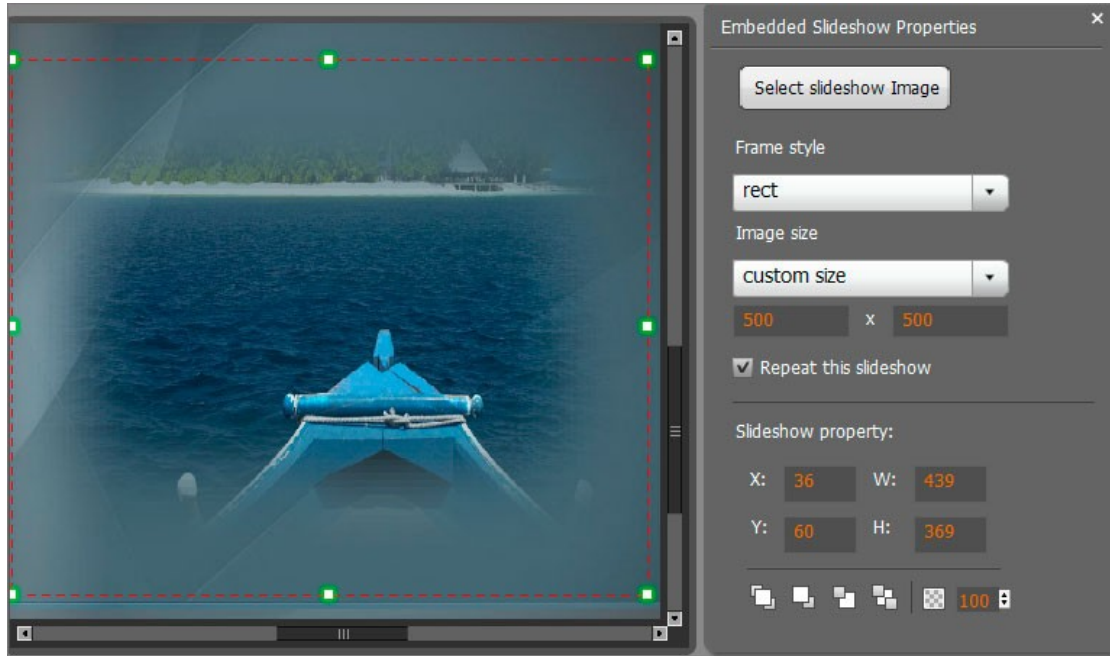 Embedded Slideshow Properties
Select slideshow Image
Frame style
rect
Image size
custom size
500 x 500
Repeat this slideshow
Slideshow property:
X: 36 W: 439
Y: 60 H: 369
100